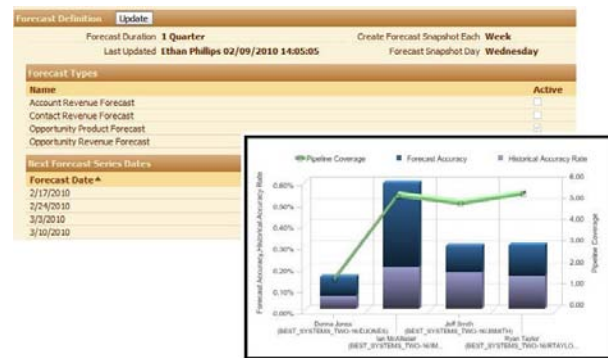 Forecast Definition Update
Forecast Duration 1 Quarter Create Forecast Snapshot Each Week
Last Updated Ethan Phillips 02/09/2010 14:05:05 Forecast Snapshot Day Wednesday
Forecast Types
Name Active
Account Revenue Forecast
Contact Revenue Forecast
Opportunity Product Forecast
Opportunity Revenue Forecast
Next Forecast Series Dates
Forecast Date
2/17/2010
2/24/2010
3/3/2010
3/10/2010
Pipeline Coverage Forecast Accuracy Historical Accuracy Rate
Forecast Accuracy, Historical Accuracy Rate
0.60%
0.50%
0.40%
0.30%
0.20%
0.10%
0.00%
6.00
5.00
4.00
3.00
2.00
1.00
0.00
Pipeline Coverage
Donna Jones Jeff Smith
Ian McAllister Ryan Taylor